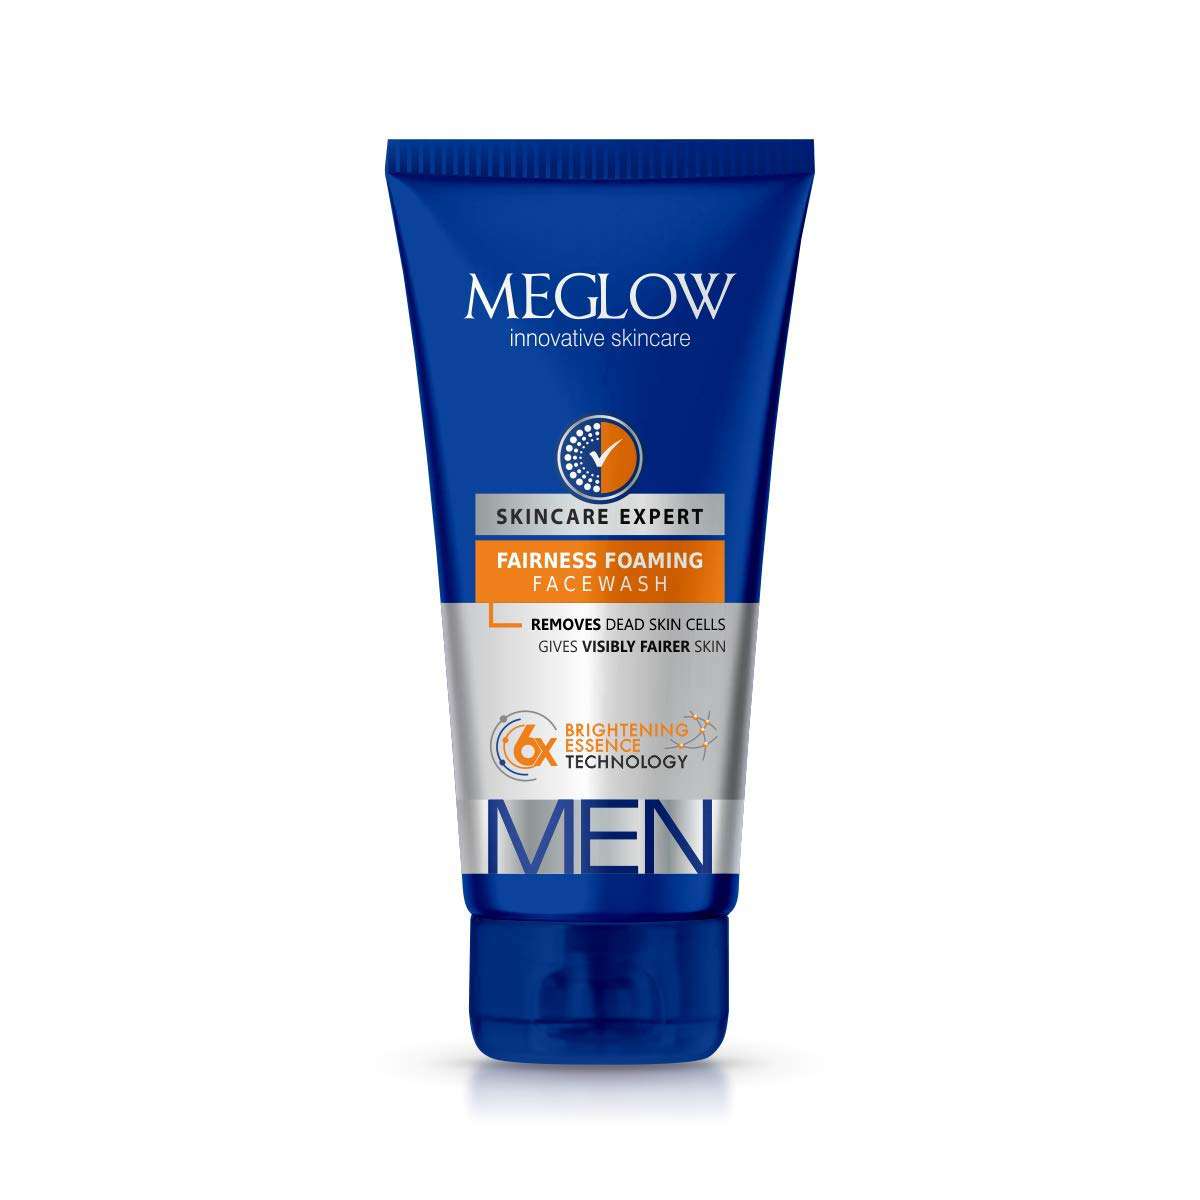 MEGLOW
innovative skincare
SKINCARE EXPERT
FAIRNESS FOAMING
FACEWASH
REMOVES DEAD SKIN CELLS
GIVES VISIBLY FAIRER SKIN
6x
BRIGHTENING
ESSENCE
TECHNOLOGY
MEN